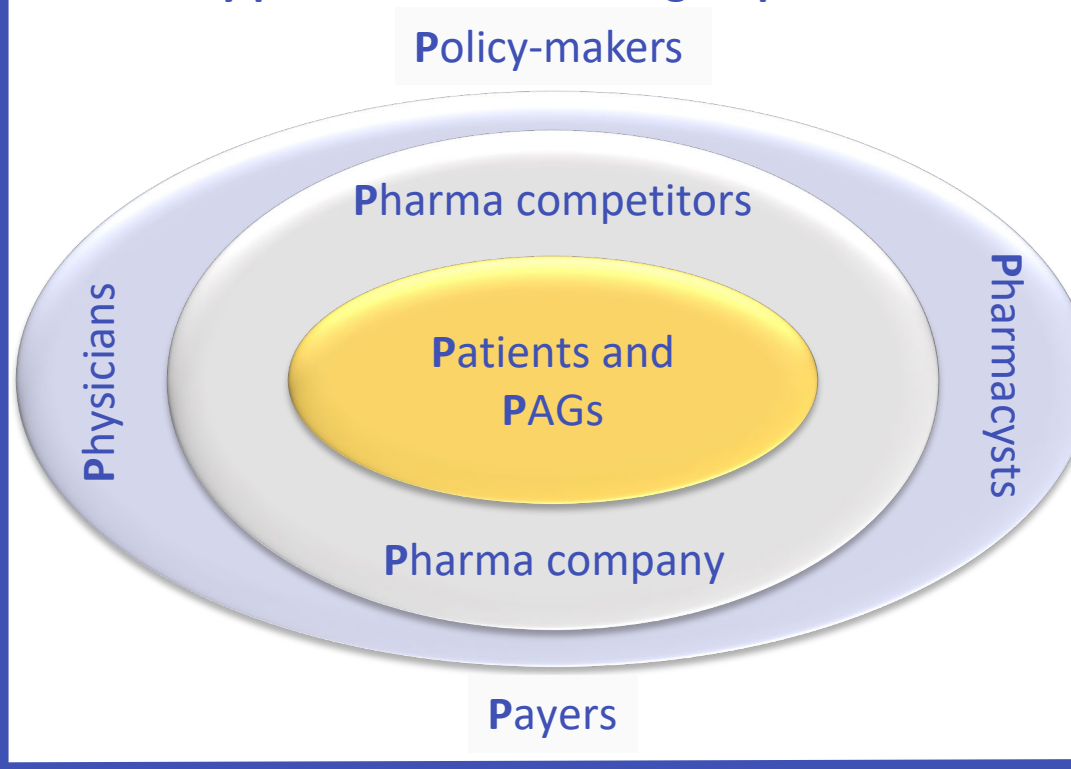 Policy-makers
Pharma competitors
Physicians
Pharmacysts
Patients and
PAGs
Pharma company
Payers